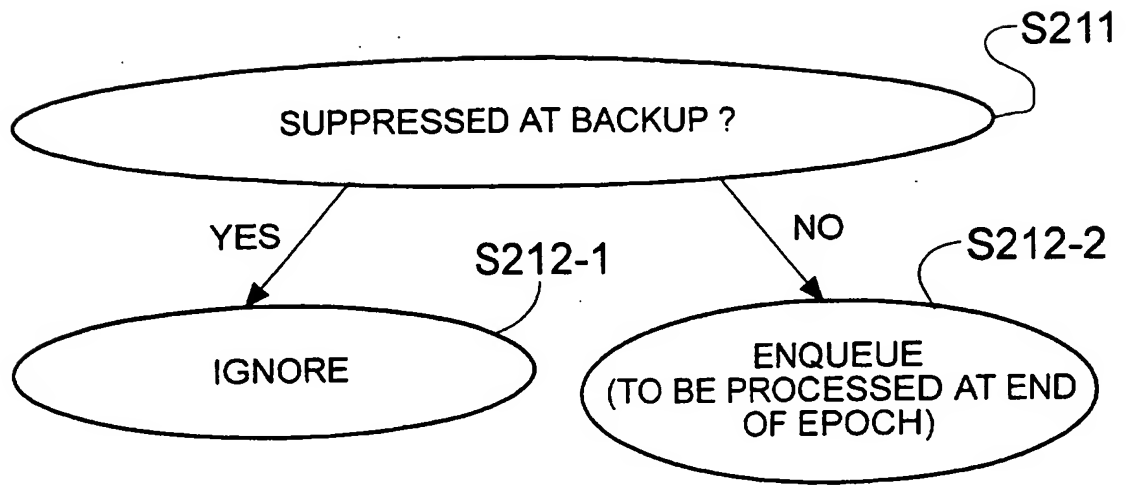 S211
SUPPRESSED AT BACKUP ?
YES
NO
S212-1
S212-2
IGNORE
ENQUEUE
(TO BE PROCESSED AT END
OF EPOCH)